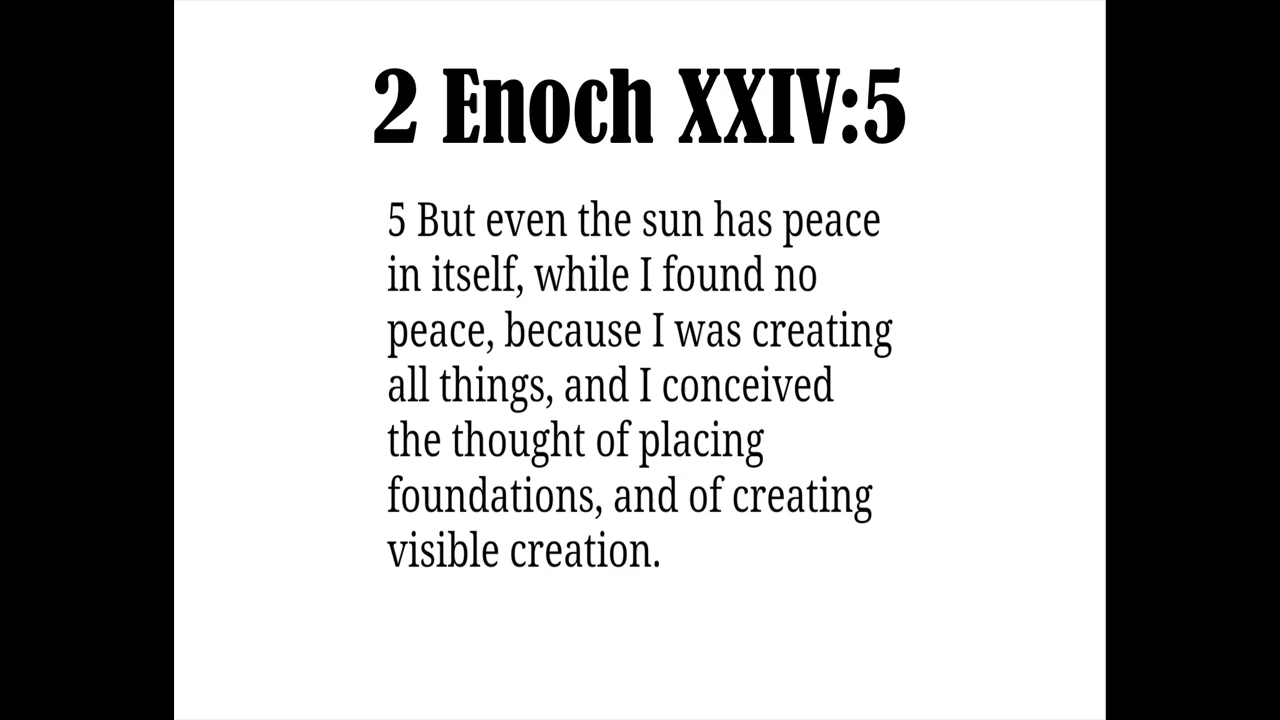 2 Enoch XXIV:5
5 But even the sun has peace
in itself, while I found no
peace, because I was creating
all things, and I conceived
the thought of placing
foundations, and of creating
visible creation.